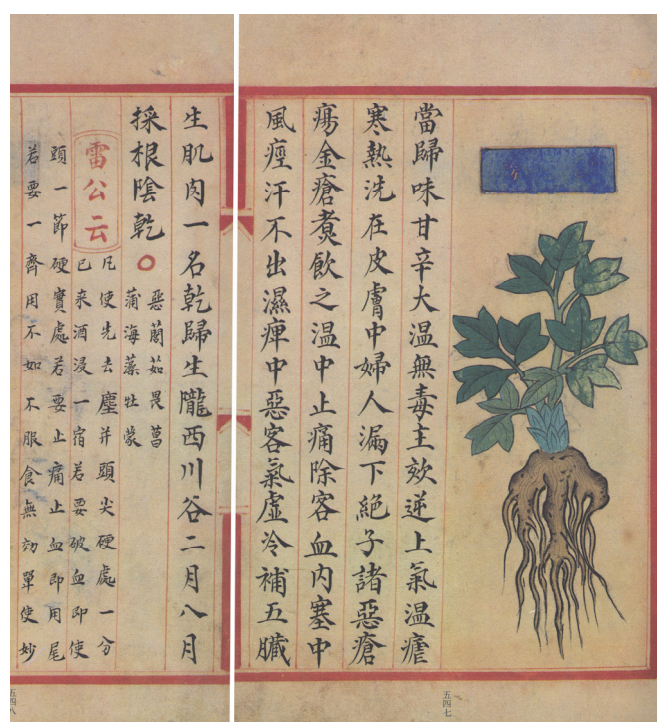 當歸味甘辛大溫無毒主欬逆上氣溫瘧
寒熱洗在皮膚中婦人漏下絕子諸惡瘡
瘍金瘡煑飲之溫中止痛除客血內塞中
風痙汗不出濕痺中惡客氣虛冷補五臟
生肌肉一名乾歸生隴西川谷二月八月
採根陰乾○
惡䕡茹畏菖
蒲海藻牡蒙
雷公云
凡使先去塵并頭尖硬處一分
已來酒浸一宿若要破血即使
頭一節硬實處若要止痛止血即用尾
若要一齊用不如不服食無効單使妙
五四七
五四八